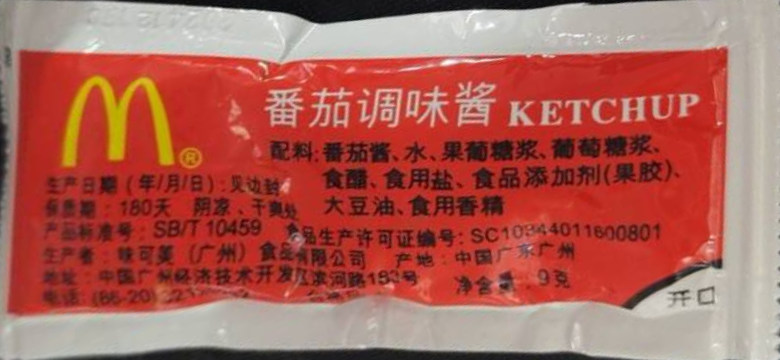 番茄调味酱 KETCHUP
配料:番茄酱、水、果葡糖浆、葡萄糖浆、
食醋、食用盐、食品添加剂(果胶)、
大豆油、食用香精
生产日期(年/月/日):见边封
保质期:180天 阴凉、干爽处
产品标准号:SB/T 10459 食品生产许可证编号:SC10344011600801
生产者:味可美(广州)食品有限公司 产地:中国广东广州
地址:中国广州经济技术开发区滨河路183号 净含量:9克
电话:(86-20)
开口